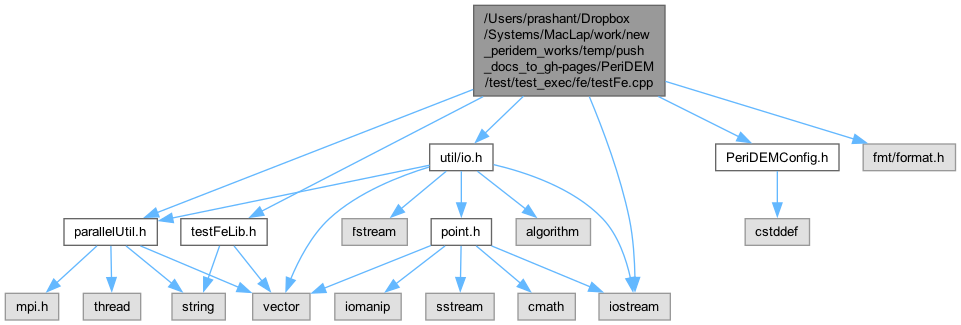 /Users/prashant/Dropbox
/Systems/MacLap/work/new
_peridem_works/temp/push
_docs_to_gh-pages/PeriDEM
/test/test_exec/fe/testFe.cpp
util/io.h
PeriDEMConfig.h
fmt/format.h
parallelUtil.h
testFeLib.h
fstream
point.h
algorithm
cstddef
mpi.h
thread
string
vector
iomanip
sstream
cmath
iostream